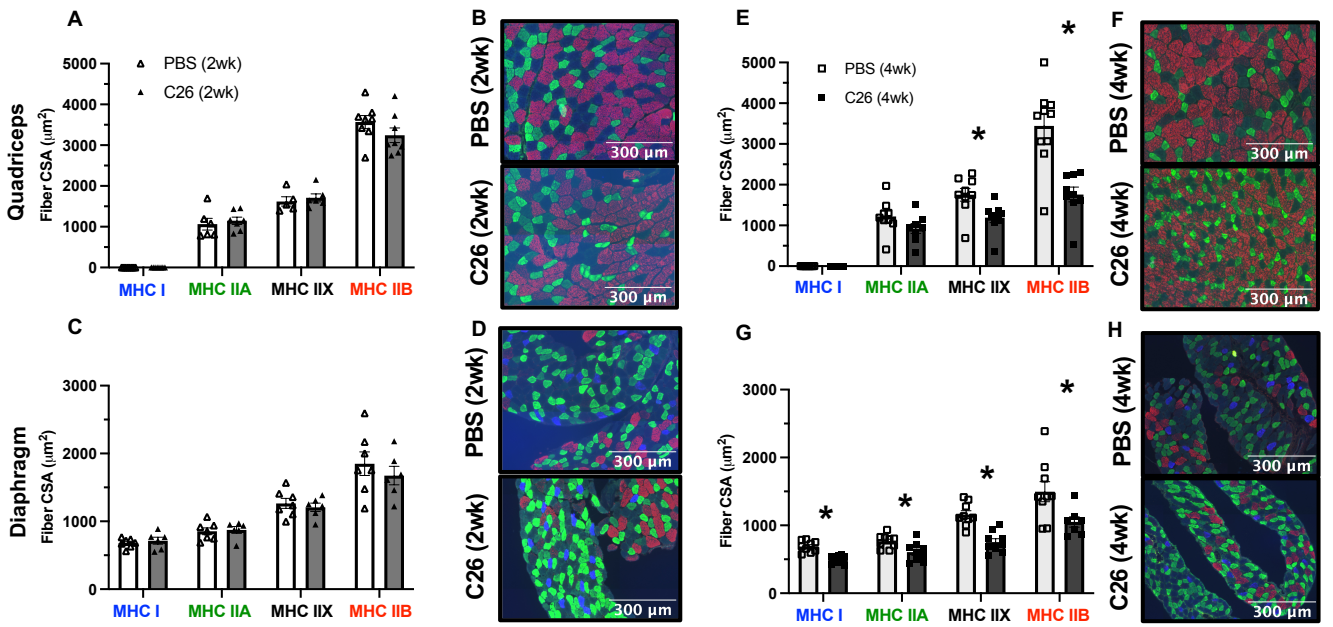 A
Quadriceps
Fiber CSA (μm²)
5000
4000
3000
2000
1000
0
PBS (2wk)
C26 (2wk)
MHC I
MHC IIA
MHC IIX
MHC IIB
B
PBS (2wk)
300 μm
C26 (2wk)
300 μm
E
Fiber CSA (μm²)
5000
4000
3000
2000
1000
0
PBS (4wk)
C26 (4wk)
*
*
MHC I
MHC IIA
MHC IIX
MHC IIB
F
PBS (4wk)
300 μm
C26 (4wk)
300 μm
C
Diaphragm
Fiber CSA (μm²)
3000
2000
1000
0
MHC I
MHC IIA
MHC IIX
MHC IIB
D
PBS (2wk)
300 μm
C26 (2wk)
300 μm
G
Fiber CSA (μm²)
3000
2000
1000
0
*
*
*
*
MHC I
MHC IIA
MHC IIX
MHC IIB
H
PBS (4wk)
300 μm
C26 (4wk)
300 μm